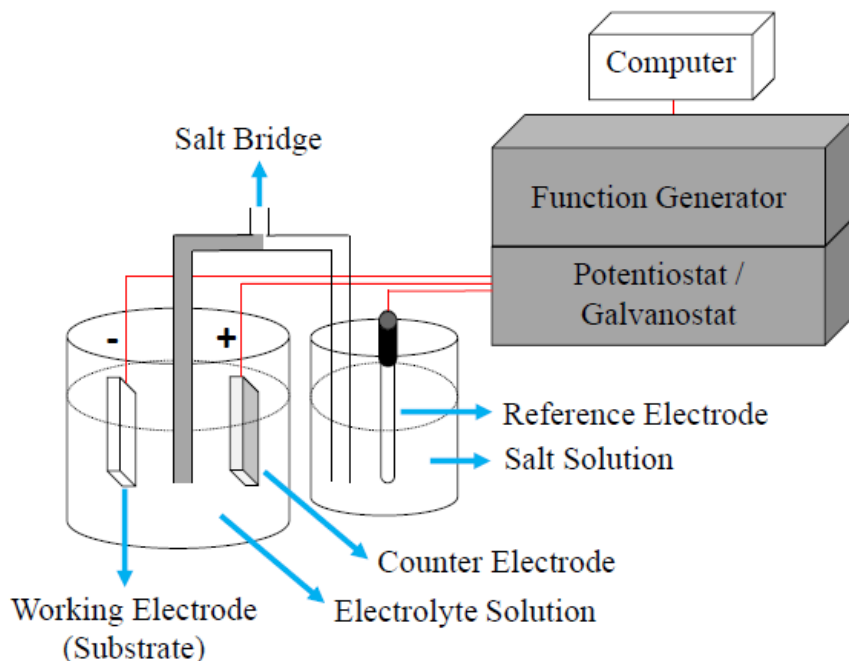 Computer
Salt Bridge
Function Generator
Potentiostat /
Galvanostat
-
+
Reference Electrode
Salt Solution
Counter Electrode
Working Electrode
(Substrate)
Electrolyte Solution